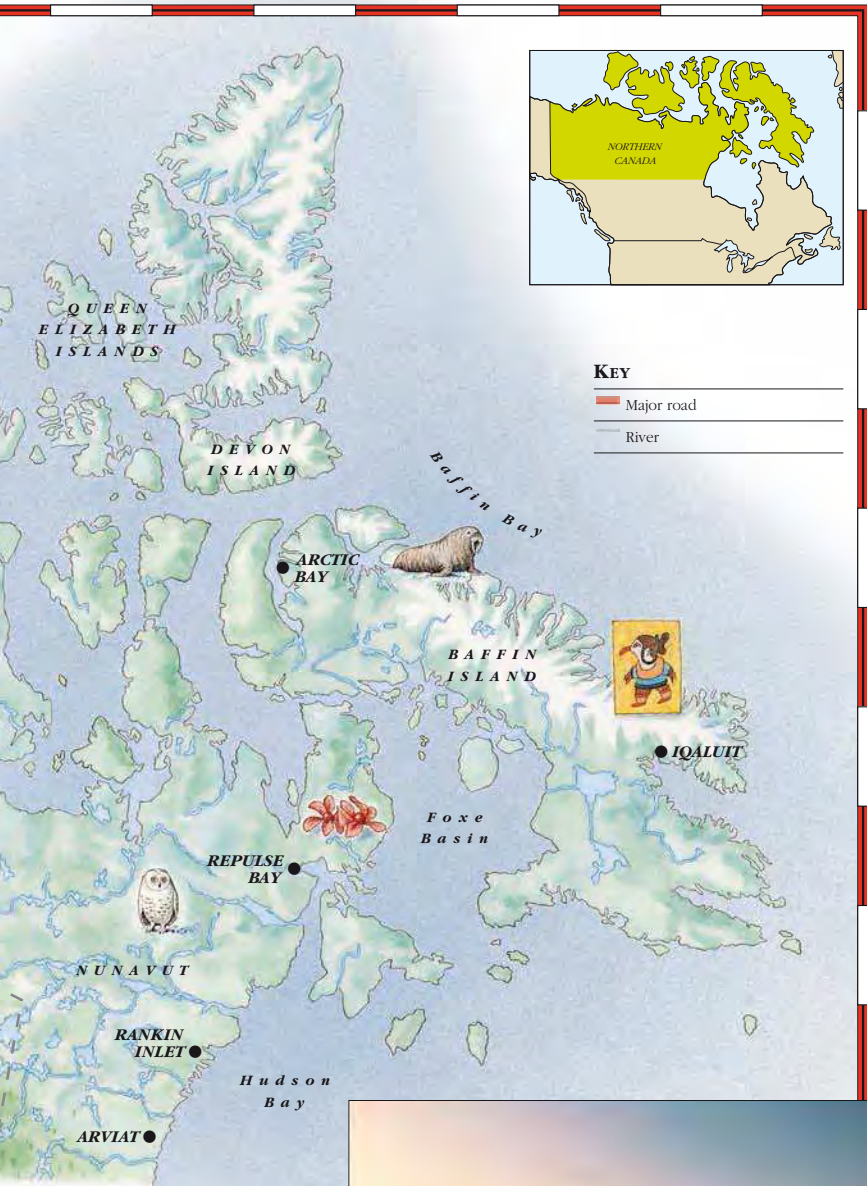 NORTHERN
CANADA
QUEEN
ELIZABETH
ISLANDS
KEY
Major road
River
DEVON
ISLAND
Baffin Bay
ARCTIC
BAY
BAFFIN
ISLAND
IQALUIT
Foxe
Basin
REPULSE
BAY
NUNAVUT
RANKIN
INLET
Hudson
Bay
ARVIAT